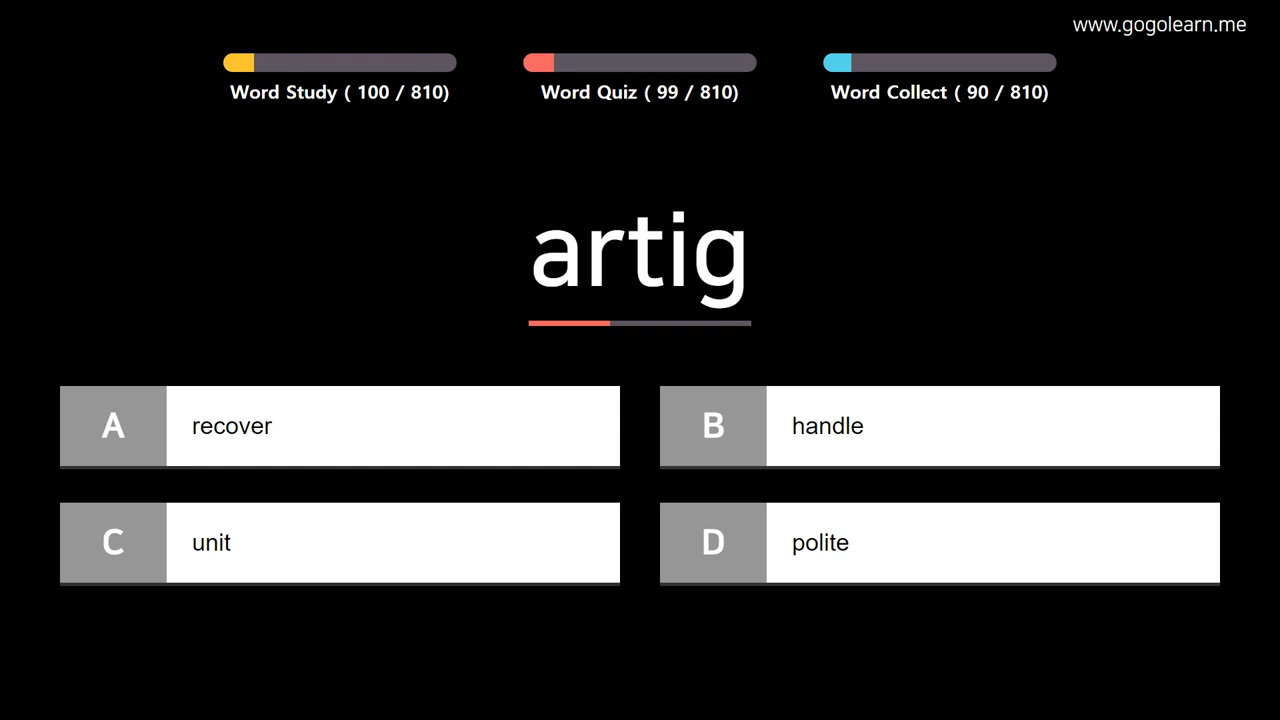 www.gogolearn.me
Word Study ( 100 / 810)
Word Quiz ( 99 / 810)
Word Collect ( 90 / 810)
artig
A recover
B handle
C unit
D polite